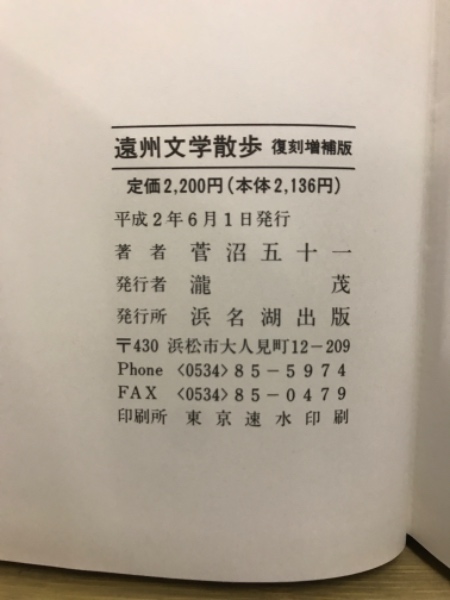 遠州文学散歩 復刻増補版
定価2,200円(本体2,136円)
平成2年6月1日発行
著者 菅沼五十一
発行者 瀧茂
発行所 浜名湖出版
〒430 浜松市大人見町12−209
Phone <0534>85−5974
FAX <0534>85−0479
印刷所 東京速水印刷